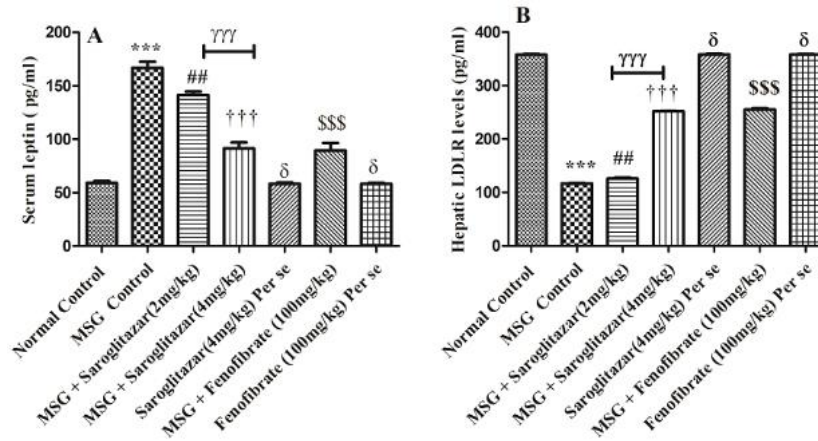 A
Serum leptin ( pg/ml)
200
150
100
50
0
***
##
γγγ
†††
δ
$$$
δ
Normal Control
MSG Control
MSG + Saroglitazar(2mg/kg)
MSG + Saroglitazar(4mg/kg)
Saroglitazar(4mg/kg) Per se
MSG + Fenofibrate (100mg/kg)
Fenofibrate (100mg/kg) Per se
B
Hepatic LDLR levels (pg/ml)
400
300
200
100
0
***
##
γγγ
†††
δ
$$$
δ
Normal Control
MSG Control
MSG + Saroglitazar(2mg/kg)
MSG + Saroglitazar(4mg/kg)
Saroglitazar(4mg/kg) Per se
MSG + Fenofibrate (100mg/kg)
Fenofibrate (100mg/kg) Per se